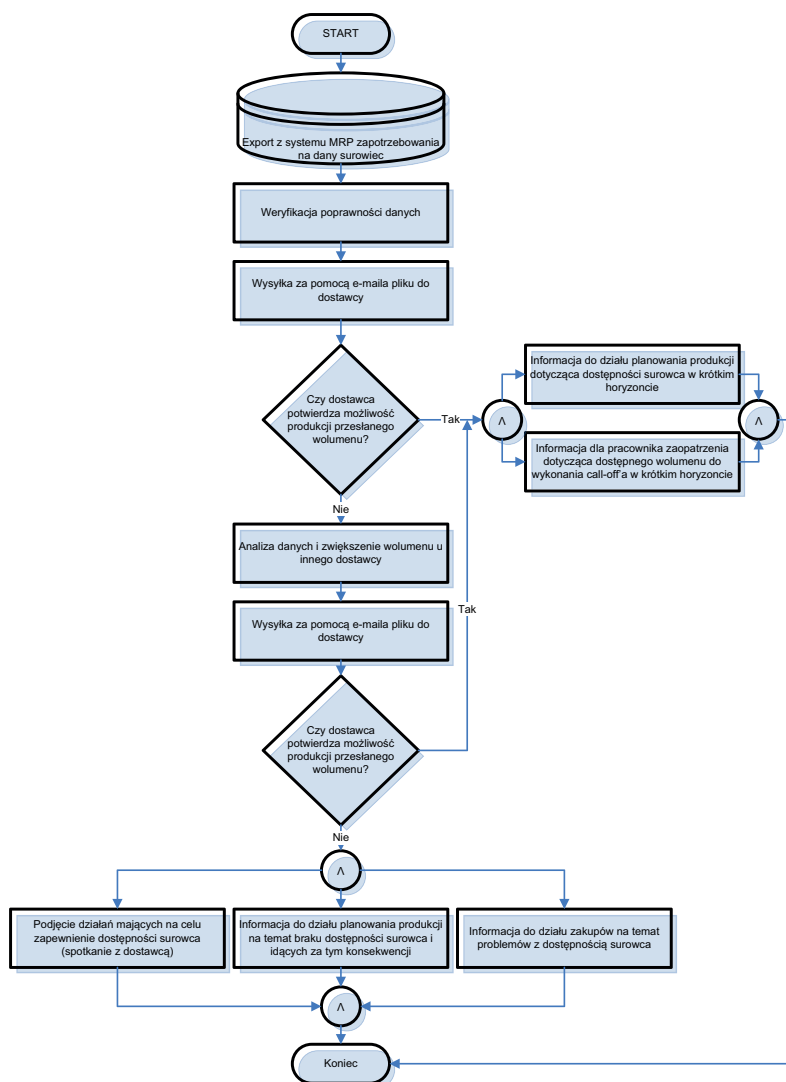 START
Export z systemu MRP zapotrzebowania
na dany surowiec
Weryfikacja poprawności danych
Wysyłka za pomocą e-maila pliku do
dostawcy
Czy dostawca
potwierdza możliwość
produkcji przesłanego
wolumenu?
Tak
Λ
Informacja do działu planowania produkcji
dotycząca dostępności surowca w krótkim
horyzoncie
Informacja dla pracownika zaopatrzenia
dotycząca dostępnego wolumenu do
wykonania call-off'a w krótkim horyzoncie
Λ
Nie
Analiza danych i zwiększenie wolumenu u
innego dostawcy
Wysyłka za pomocą e-maila pliku do
dostawcy
Tak
Czy dostawca
potwierdza możliwość
produkcji przesłanego
wolumenu?
Nie
Λ
Podjęcie działań mających na celu
zapewnienie dostępności surowca
(spotkanie z dostawcą)
Informacja do działu planowania produkcji
na temat braku dostępności surowca i
idących za tym konsekwencji
Informacja do działu zakupów na temat
problemów z dostępnością surowca
Λ
Koniec